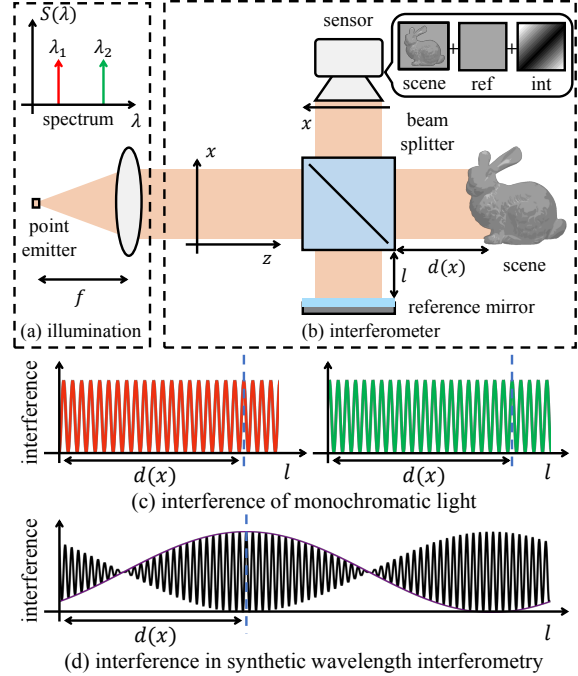 S(λ)
λ₁
λ₂
spectrum
λ
point
emitter
f
(a) illumination
sensor
scene
+
ref
+
int
x
beam
splitter
x
z
l
d(x)
scene
reference mirror
(b) interferometer
interference
d(x)
l
d(x)
l
(c) interference of monochromatic light
interference
d(x)
l
(d) interference in synthetic wavelength interferometry